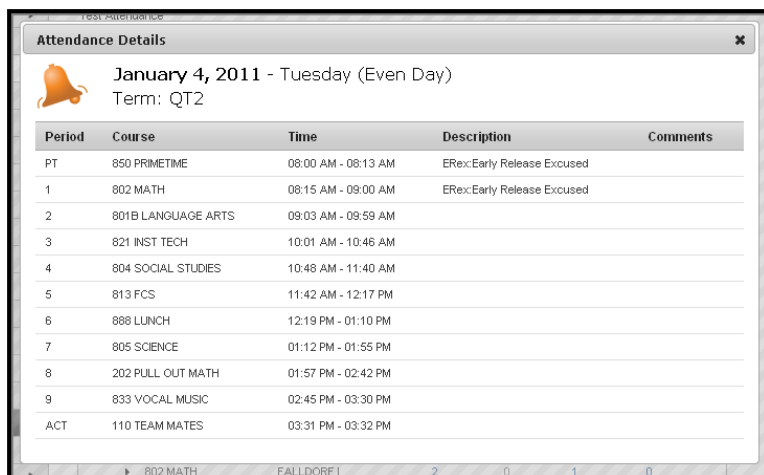 Test Attendance
Attendance Details
January 4, 2011 - Tuesday (Even Day)
Term: QT2
Period Course Time Description Comments
PT 850 PRIMETIME 08:00 AM - 08:13 AM ERex:Early Release Excused
1 802 MATH 08:15 AM - 09:00 AM ERex:Early Release Excused
2 801B LANGUAGE ARTS 09:03 AM - 09:59 AM
3 821 INST TECH 10:01 AM - 10:46 AM
4 804 SOCIAL STUDIES 10:48 AM - 11:40 AM
5 813 FCS 11:42 AM - 12:17 PM
6 888 LUNCH 12:19 PM - 01:10 PM
7 805 SCIENCE 01:12 PM - 01:55 PM
8 202 PULL OUT MATH 01:57 PM - 02:42 PM
9 833 VOCAL MUSIC 02:45 PM - 03:30 PM
ACT 110 TEAM MATES 03:31 PM - 03:32 PM
802 MATH 2 0 1 0